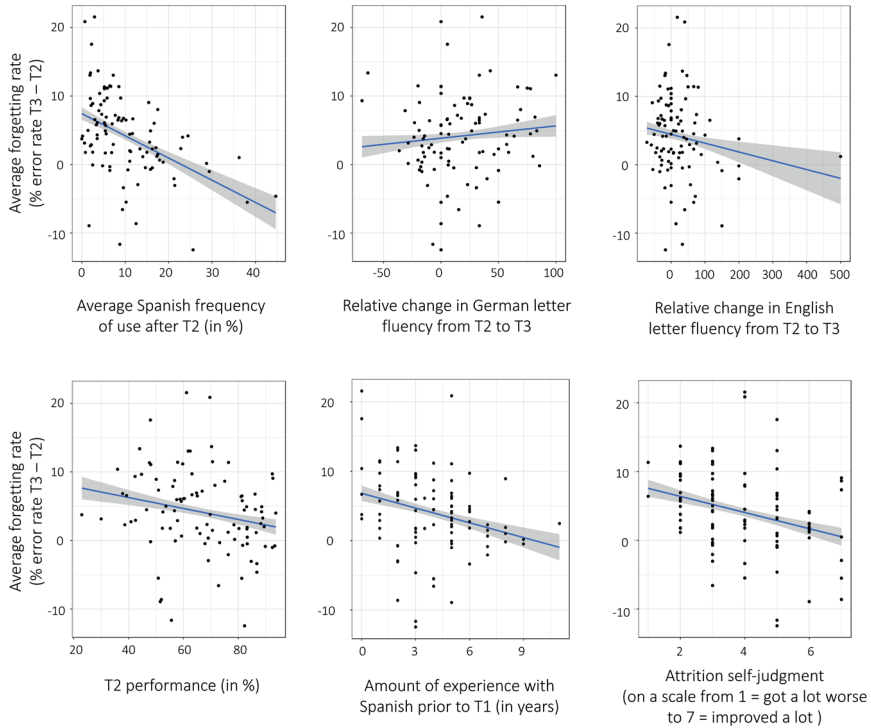 Average forgetting rate
(% error rate T3 – T2)
20
10
0
-10
0 10 20 30 40
Average Spanish frequency
of use after T2 (in %)
20
10
0
-10
-50 0 50 100
Relative change in German letter
fluency from T2 to T3
20
10
0
-10
0 100 200 300 400 500
Relative change in English
letter fluency from T2 to T3
Average forgetting rate
(% error rate T3 – T2)
20
10
0
-10
20 40 60 80
T2 performance (in %)
20
10
0
-10
0 3 6 9
Amount of experience with
Spanish prior to T1 (in years)
20
10
0
-10
2 4 6
Attrition self-judgment
(on a scale from 1 = got a lot worse
to 7 = improved a lot )